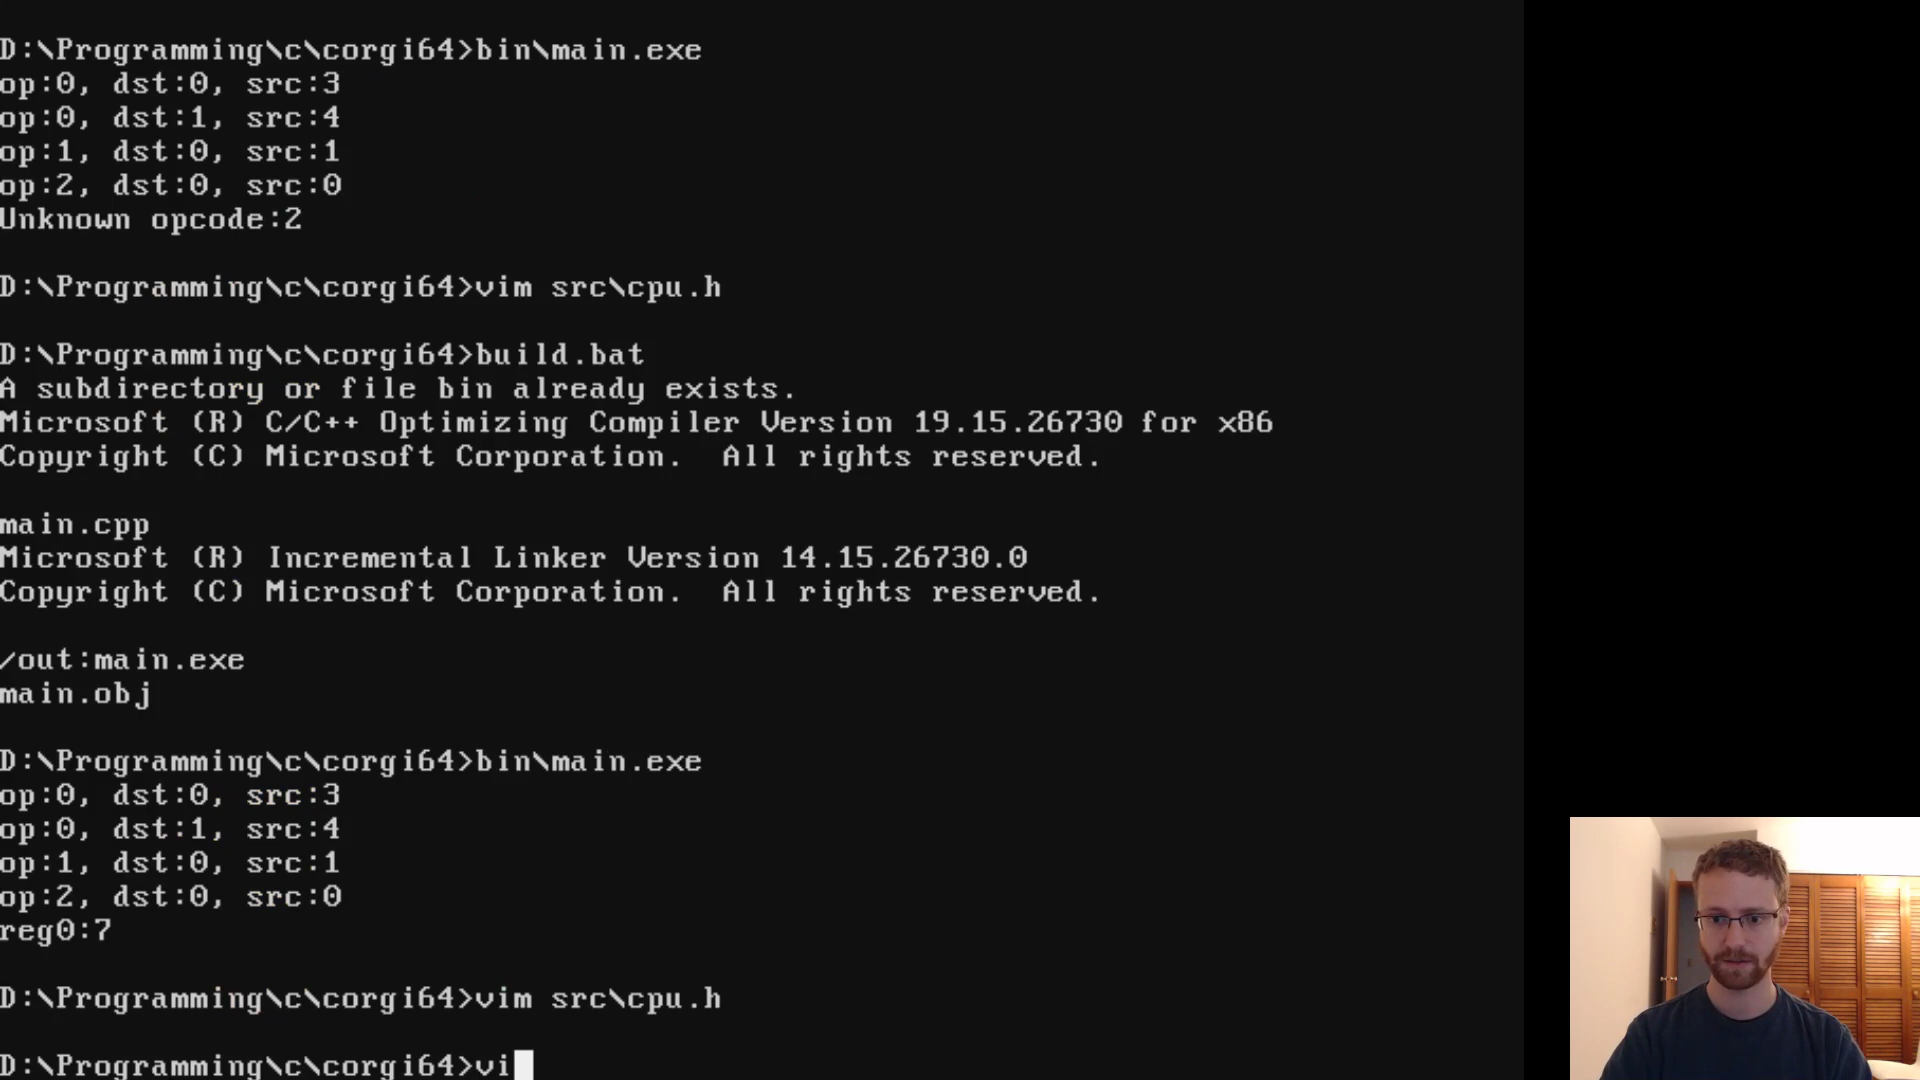 D:\Programming\c\corgi64>bin\main.exe
op:0, dst:0, src:3
op:0, dst:1, src:4
op:1, dst:0, src:1
op:2, dst:0, src:0
Unknown opcode:2
D:\Programming\c\corgi64>vim src\cpu.h
D:\Programming\c\corgi64>build.bat
A subdirectory or file bin already exists.
Microsoft (R) C/C++ Optimizing Compiler Version 19.15.26730 for x86
Copyright (C) Microsoft Corporation.  All rights reserved.
main.cpp
Microsoft (R) Incremental Linker Version 14.15.26730.0
Copyright (C) Microsoft Corporation.  All rights reserved.
/out:main.exe
main.obj
D:\Programming\c\corgi64>bin\main.exe
op:0, dst:0, src:3
op:0, dst:1, src:4
op:1, dst:0, src:1
op:2, dst:0, src:0
reg0:7
D:\Programming\c\corgi64>vim src\cpu.h
D:\Programming\c\corgi64>vi